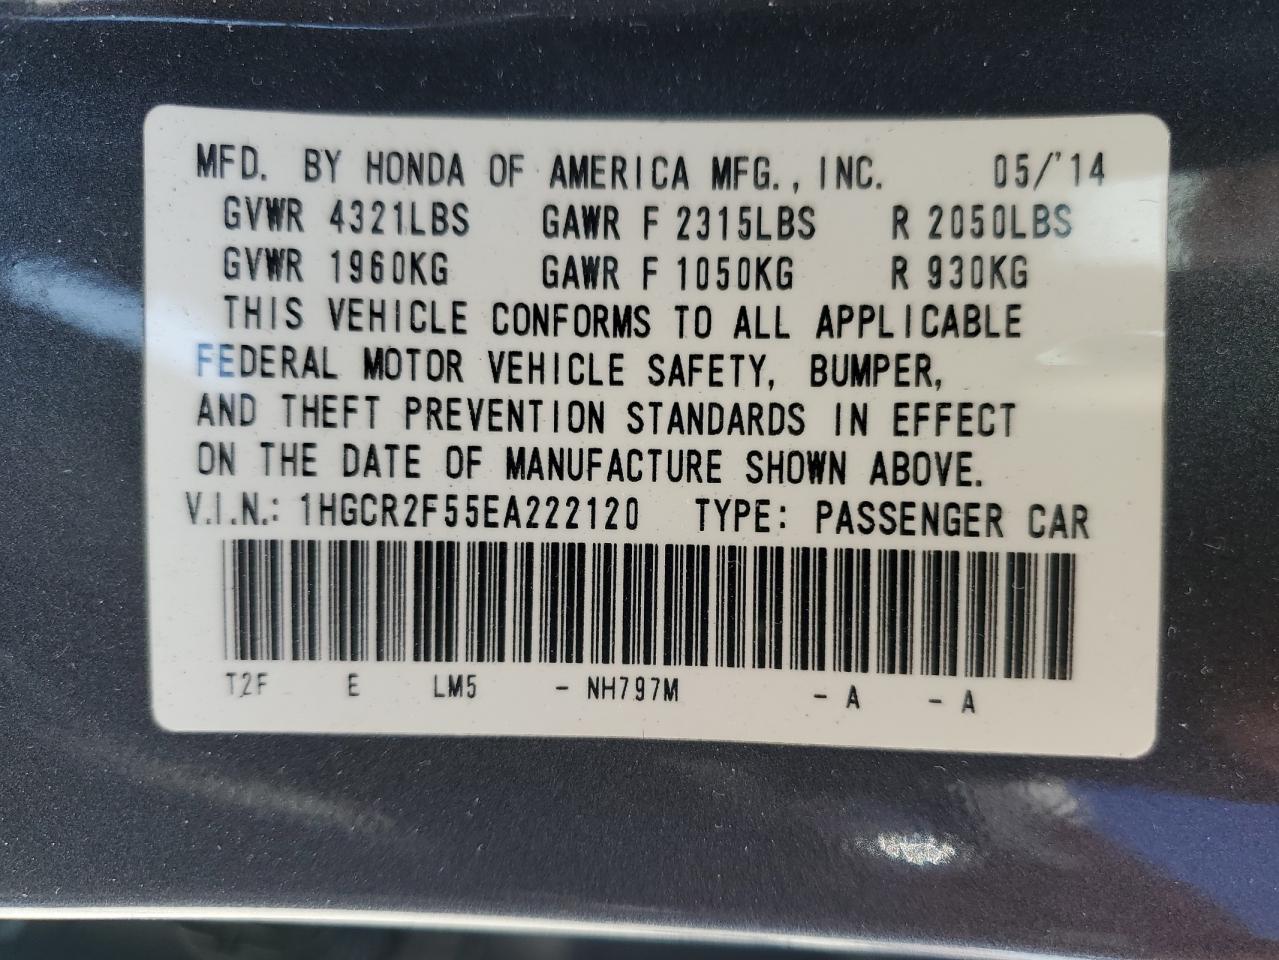 MFD. BY HONDA OF AMERICA MFG., INC. 05/'14
GVWR 4321LBS GAWR F 2315LBS R 2050LBS
GVWR 1960KG GAWR F 1050KG R 930KG
THIS VEHICLE CONFORMS TO ALL APPLICABLE
FEDERAL MOTOR VEHICLE SAFETY, BUMPER,
AND THEFT PREVENTION STANDARDS IN EFFECT
ON THE DATE OF MANUFACTURE SHOWN ABOVE.
V.I.N.: 1HGCR2F55EA222120 TYPE: PASSENGER CAR
T2F E LM5 - NH797M - A - A